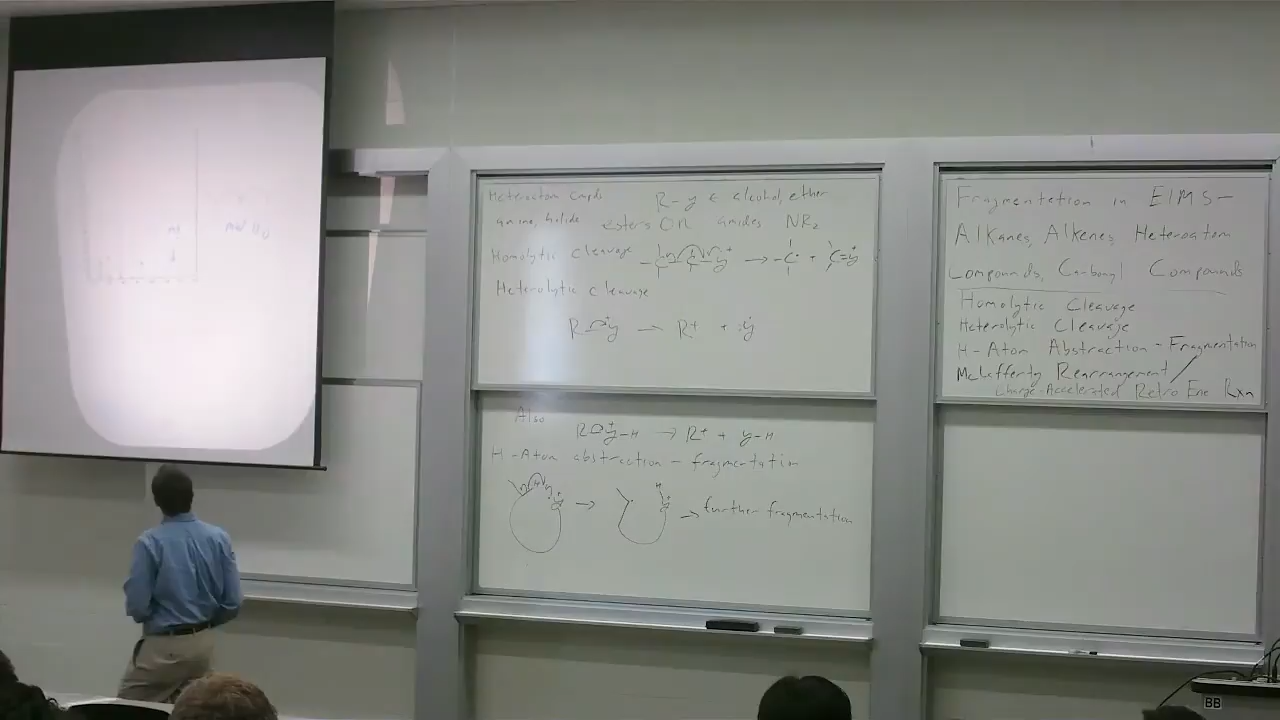 Heteroatom Cmpds R-y ∈ alcohol, ether
amine, halide esters OR amides NR2
Homolytic cleavage -C-C-y+ → -C· + C=y+
Heterolytic cleavage
R-y+ → R+ + :y
Also
R-y-H → R+ + y-H
H-Atom abstraction - fragmentation
→ → further fragmentation
Fragmentation in EIMS-
Alkanes, Alkenes, Heteroatom
Compounds, Carbonyl Compounds
Homolytic Cleavage
Heterolytic Cleavage
H-Atom Abstraction - Fragmentation
McLafferty Rearrangement
Charge Accelerated Retro Ene Rxn
BB